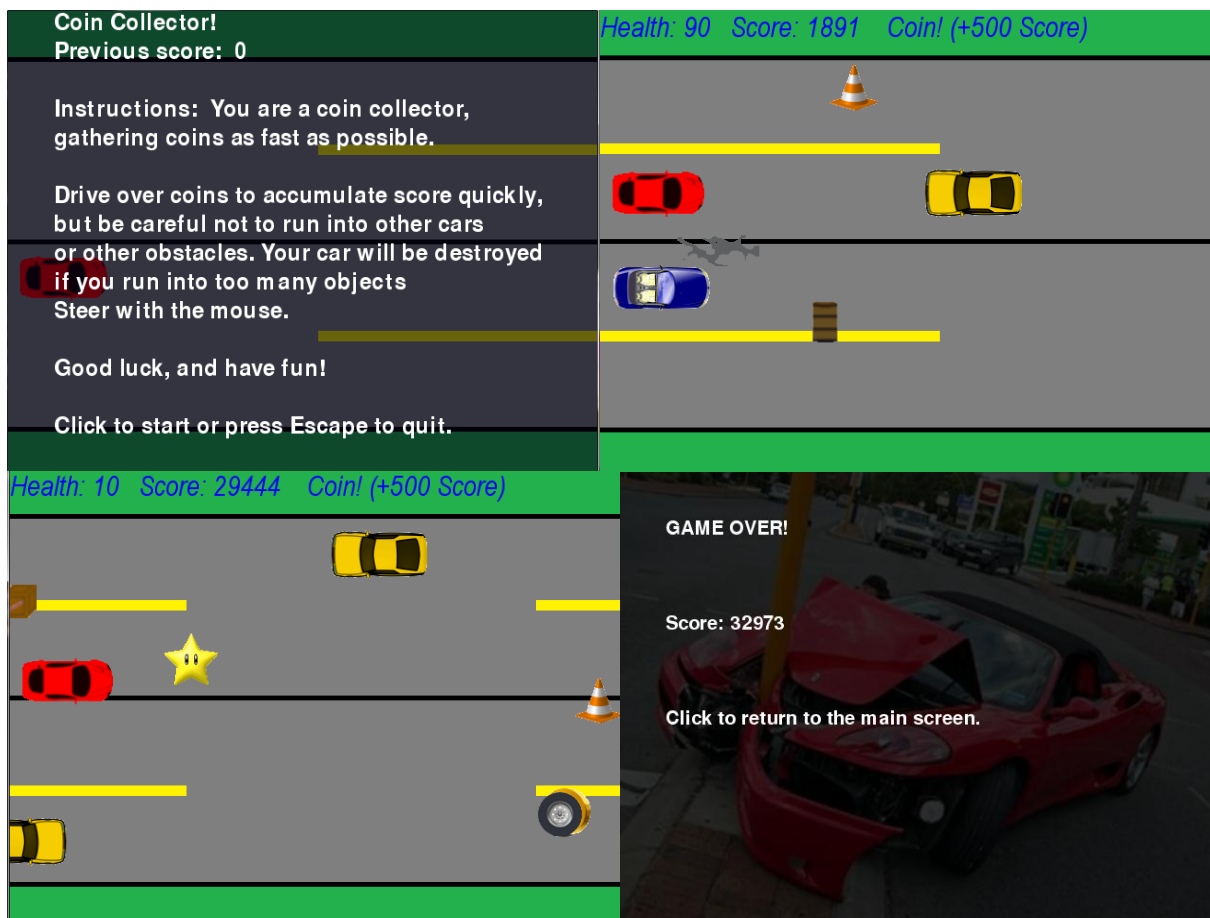 Coin Collector!
Previous score: 0
Instructions: You are a coin collector,
gathering coins as fast as possible.
Drive over coins to accumulate score quickly,
but be careful not to run into other cars
or other obstacles. Your car will be destroyed
if you run into too many objects
Steer with the mouse.
Good luck, and have fun!
Click to start or press Escape to quit.
Health: 90 Score: 1891 Coin! (+500 Score)
Health: 10 Score: 29444 Coin! (+500 Score)
GAME OVER!
Score: 32973
Click to return to the main screen.